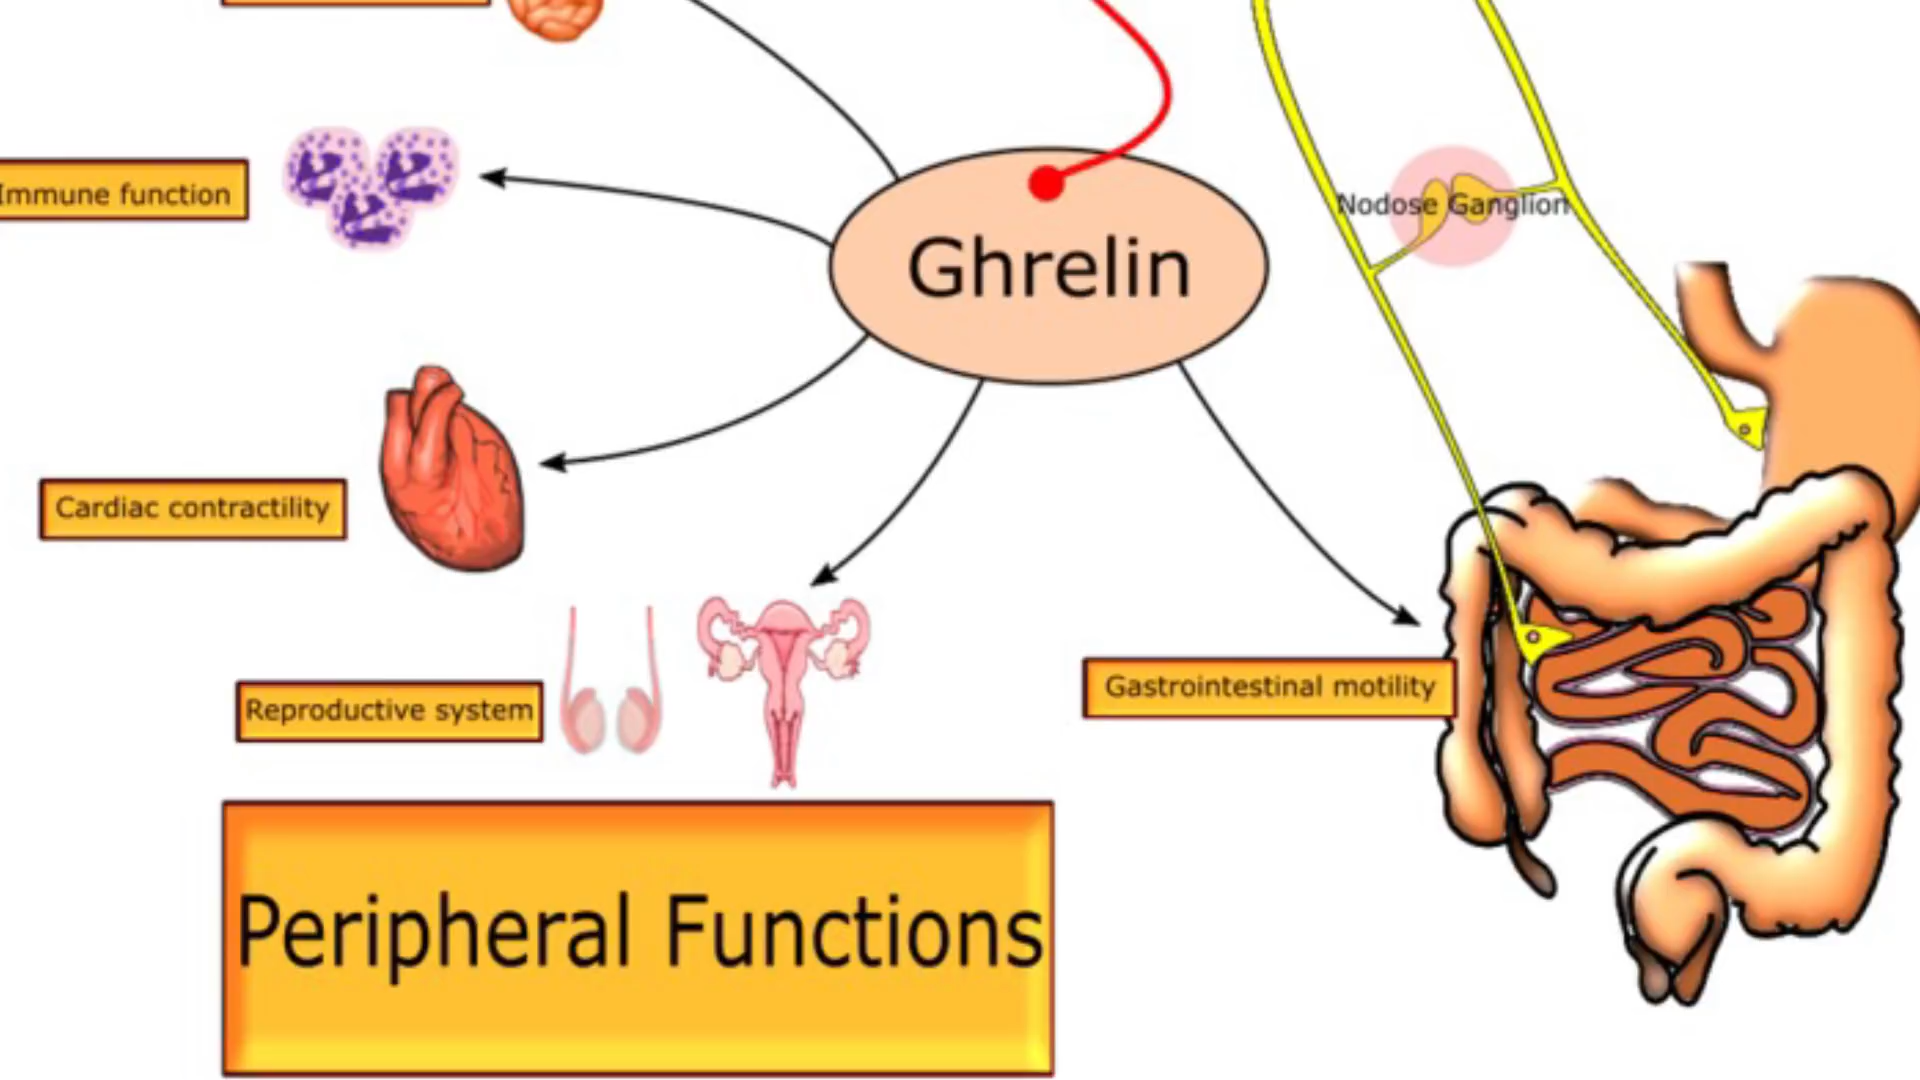 Immune function
Nodose Ganglion
Ghrelin
Cardiac contractility
Gastrointestinal motility
Reproductive system
Peripheral Functions